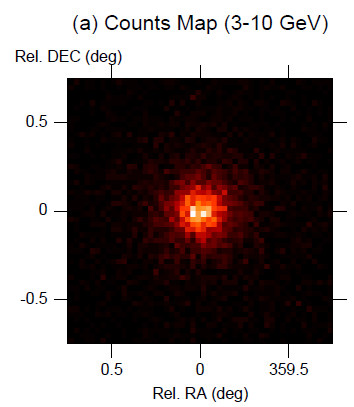 (a) Counts Map (3-10 GeV)
Rel. DEC (deg)
0.5
0
-0.5
0.5 0 359.5
Rel. RA (deg)